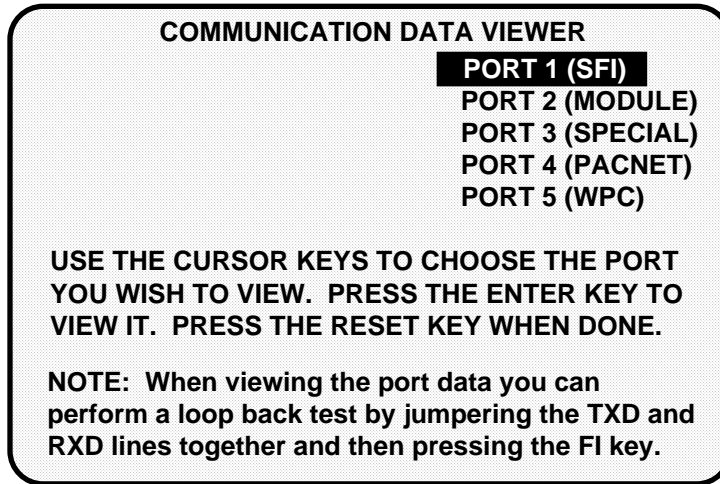 COMMUNICATION DATA VIEWER
PORT 1 (SFI)
PORT 2 (MODULE)
PORT 3 (SPECIAL)
PORT 4 (PACNET)
PORT 5 (WPC)
USE THE CURSOR KEYS TO CHOOSE THE PORT
YOU WISH TO VIEW.  PRESS THE ENTER KEY TO
VIEW IT.  PRESS THE RESET KEY WHEN DONE.
NOTE:  When viewing the port data you can
perform a loop back test by jumpering the TXD and
RXD lines together and then pressing the FI key.